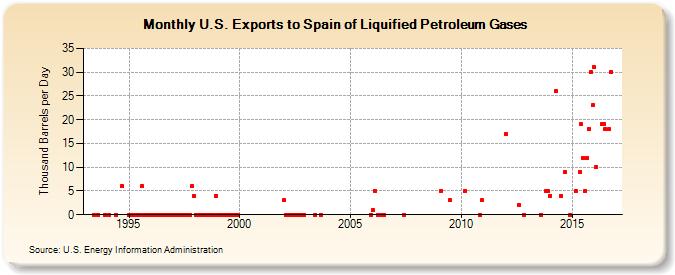 Monthly U.S. Exports to Spain of Liquified Petroleum Gases
Thousand Barrels per Day
35
30
25
20
15
10
5
0
1995 2000 2005 2010 2015
Source: U.S. Energy Information Administration